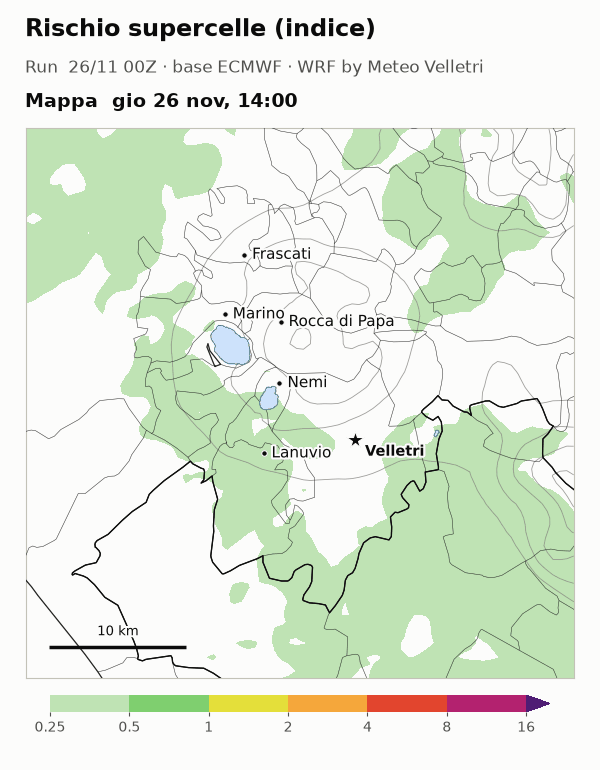 Rischio supercelle (indice)
Run  26/11 00Z · base ECMWF · WRF by Meteo Velletri
Mappa  gio 26 nov, 14:00
Frascati
Marino
Rocca di Papa
Nemi
Velletri
Lanuvio
10 km
0.25 0.5 1 2 4 8 16